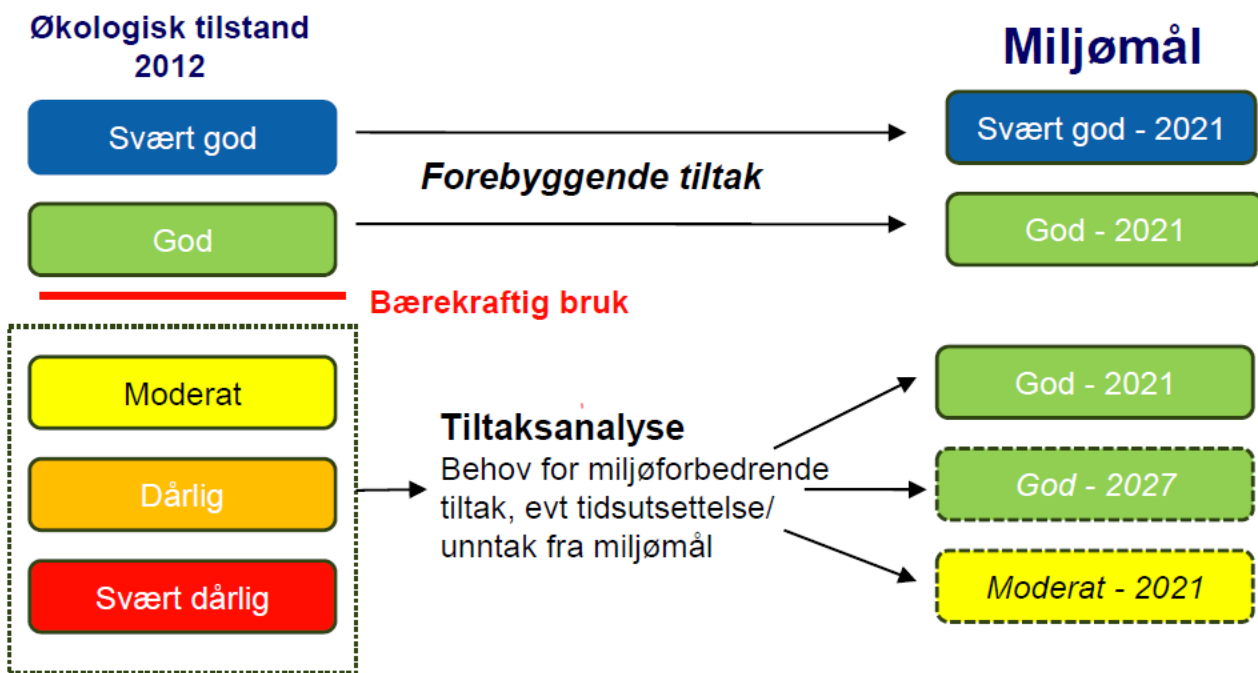 Økologisk tilstand
2012
Miljømål
Svært god
Svært god - 2021
Forebyggende tiltak
God
God - 2021
Bærekraftig bruk
Moderat
Dårlig
Svært dårlig
Tiltaksanalyse
Behov for miljøforbedrende
tiltak, evt tidsutsettelse/
unntak fra miljømål
God - 2021
God - 2027
Moderat - 2021